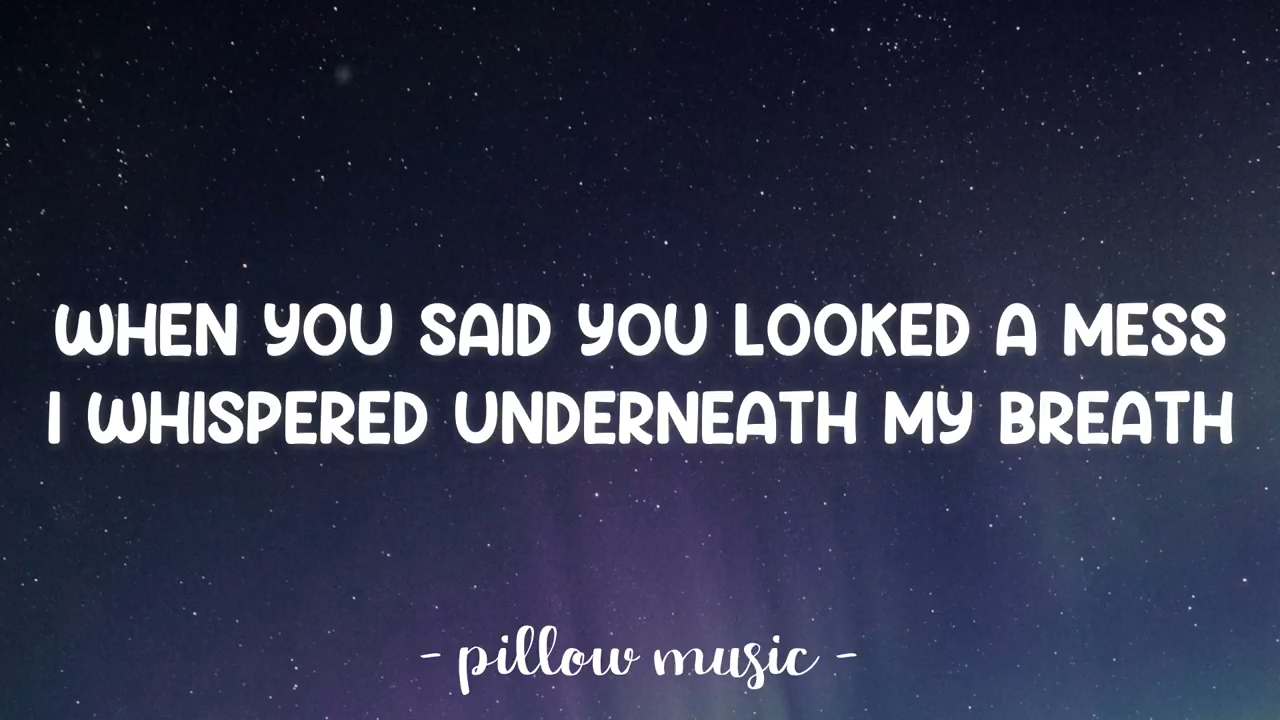 WHEN YOU SAID YOU LOOKED A MESS
I WHISPERED UNDERNEATH MY BREATH
- pillow music -